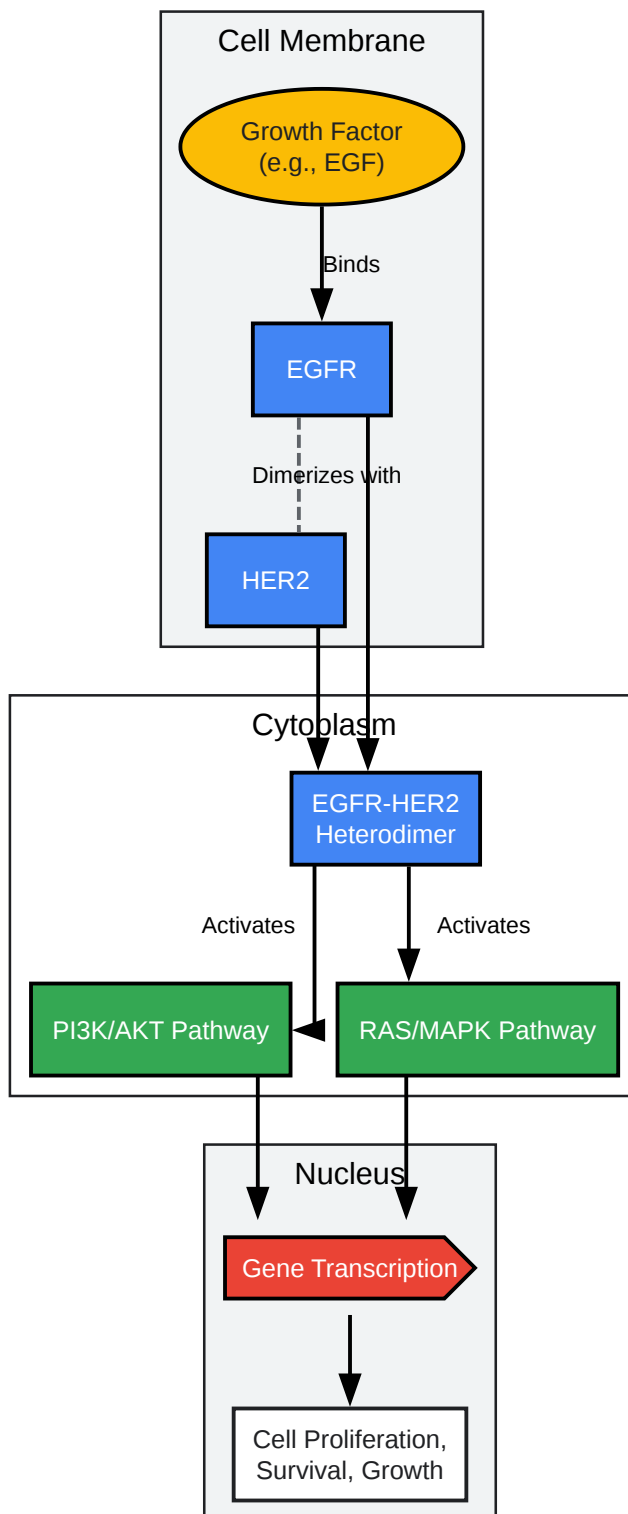 Cell Membrane
Growth Factor
(e.g., EGF)
Binds
EGFR
Dimerizes with
HER2
Cytoplasm
EGFR-HER2
Heterodimer
Activates
Activates
PI3K/AKT Pathway
RAS/MAPK Pathway
Nucleus
Gene Transcription
Cell Proliferation,
Survival, Growth